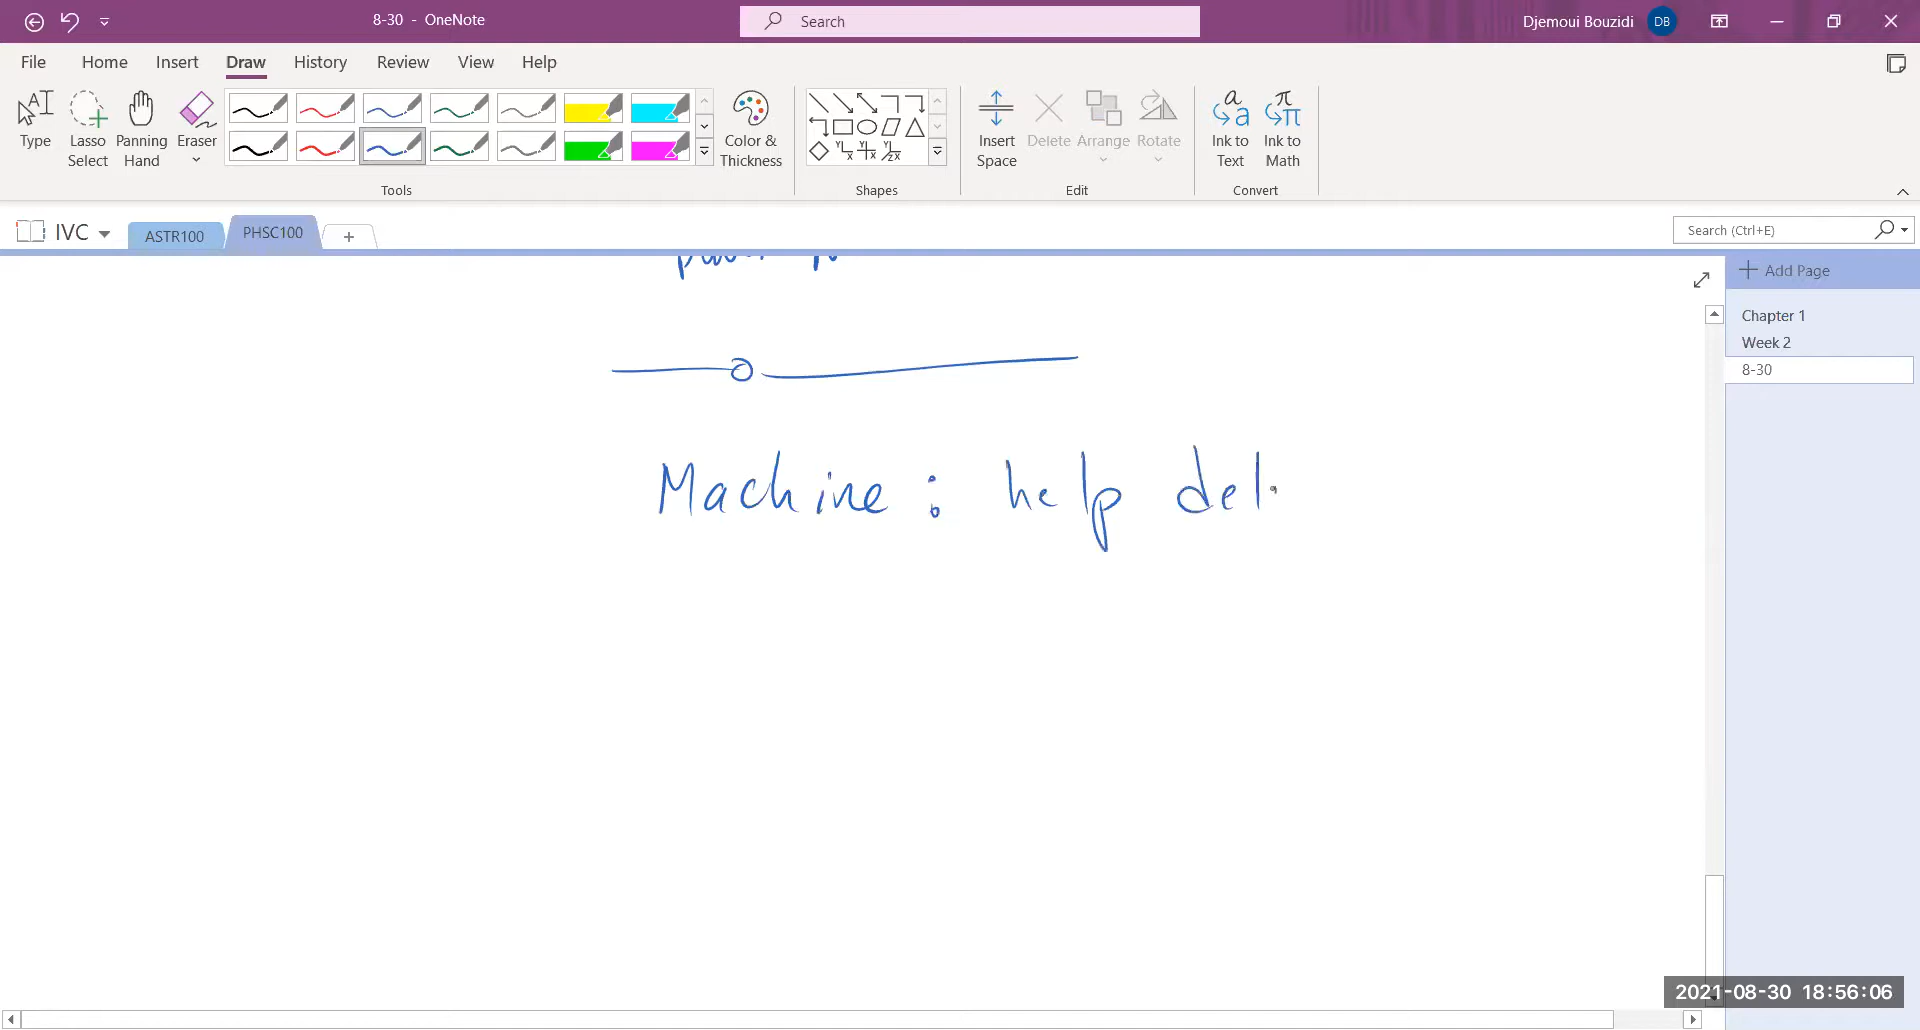 8-30 - OneNote
Search
Djemoui Bouzidi DB
File Home Insert Draw History Review View Help
Type
Lasso Select
Panning Hand
Eraser
Color & Thickness
Insert Space
Delete
Arrange
Rotate
Ink to Text
Ink to Math
Tools
Shapes
Edit
Convert
IVC
ASTR100
PHSC100
Search (Ctrl+E)
Add Page
Chapter 1
Week 2
8-30
Machine : help del
2021-08-30 18:56:06